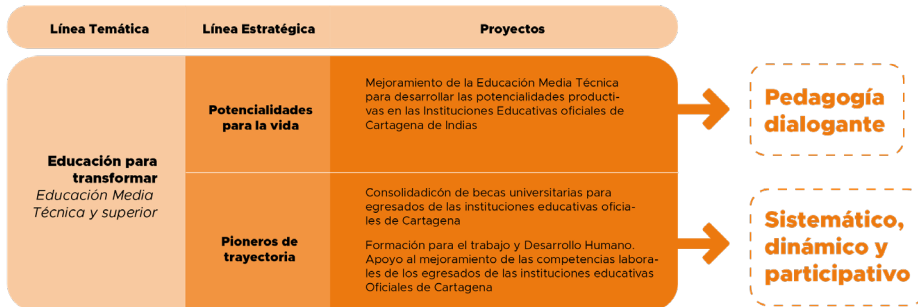 Línea Temática
Línea Estratégica
Proyectos
Educación para
transformar
Educación Media
Técnica y superior
Potencialidades
para la vida
Mejoramiento de la Educación Media Técnica
para desarrollar las potencialidades producti-
vas en las Instituciones Educativas oficiales de
Cartagena de Indias
Pedagogía
dialogante
Pioneros de
trayectoria
Consolidadicón de becas universitarias para
egresados de las instituciones educativas oficia-
les de Cartagena
Formación para el trabajo y Desarrollo Humano.
Apoyo al mejoramiento de las competencias labora-
les de los egresados de las instituciones educativas
Oficiales de Cartagena
Sistemático,
dinámico y
participativo